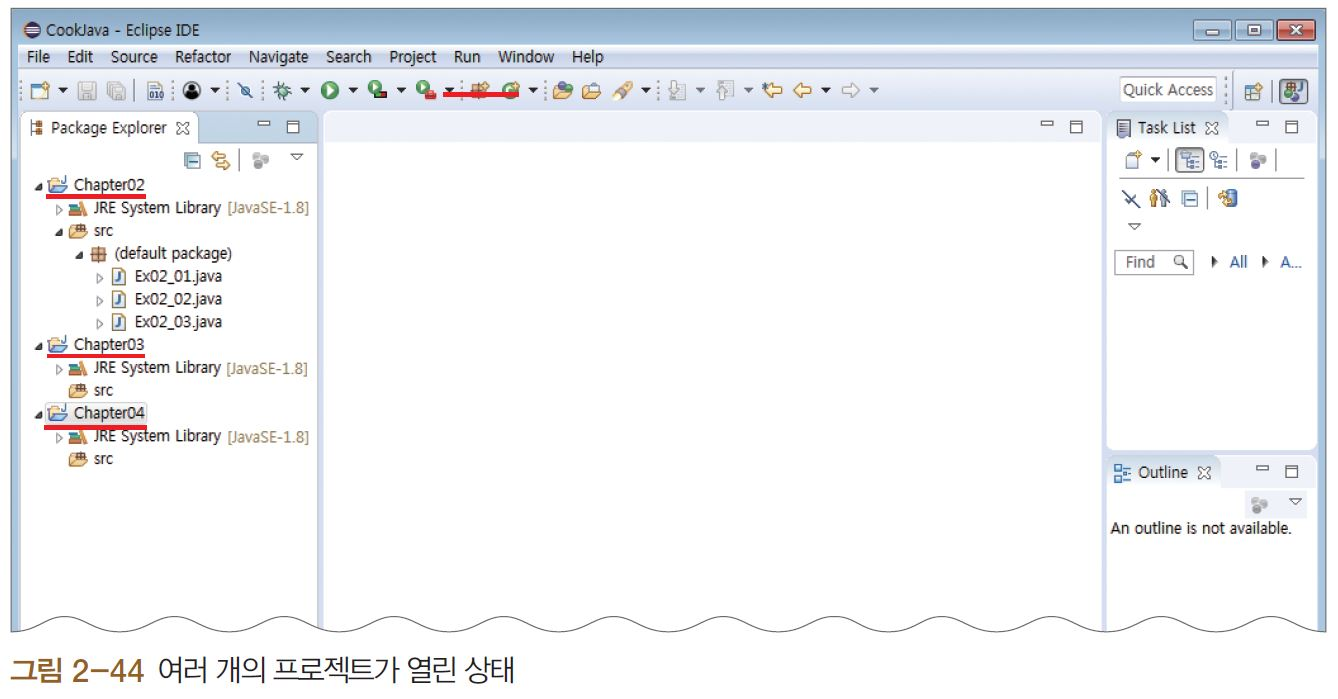 CookJava - Eclipse IDE
File Edit Source Refactor Navigate Search Project Run Window Help
010
Quick Access
Package Explorer
Chapter02
JRE System Library [JavaSE-1.8]
src
(default package)
Ex02_01.java
Ex02_02.java
Ex02_03.java
Chapter03
JRE System Library [JavaSE-1.8]
src
Chapter04
JRE System Library [JavaSE-1.8]
src
Task List
Find All A...
Outline
An outline is not available.
그림 2-44 여러 개의 프로젝트가 열린 상태